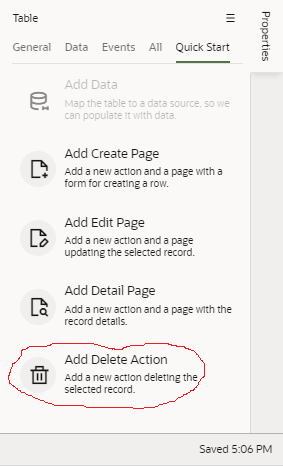 Table
Properties
General Data Events All Quick Start
Add Data
Map the table to a data source, so we
can populate it with data.
Add Create Page
Add a new action and a page with a
form for creating a row.
Add Edit Page
Add a new action and a page
updating the selected record.
Add Detail Page
Add a new action and a page with the
record details.
Add Delete Action
Add a new action deleting the
selected record.
Saved 5:06 PM